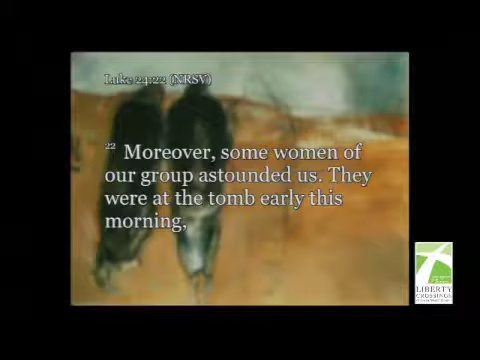 Luke 24:22 (NRSV)
22 Moreover, some women of
our group astounded us. They
were at the tomb early this
morning,
LIBERTY
CROSSINGS